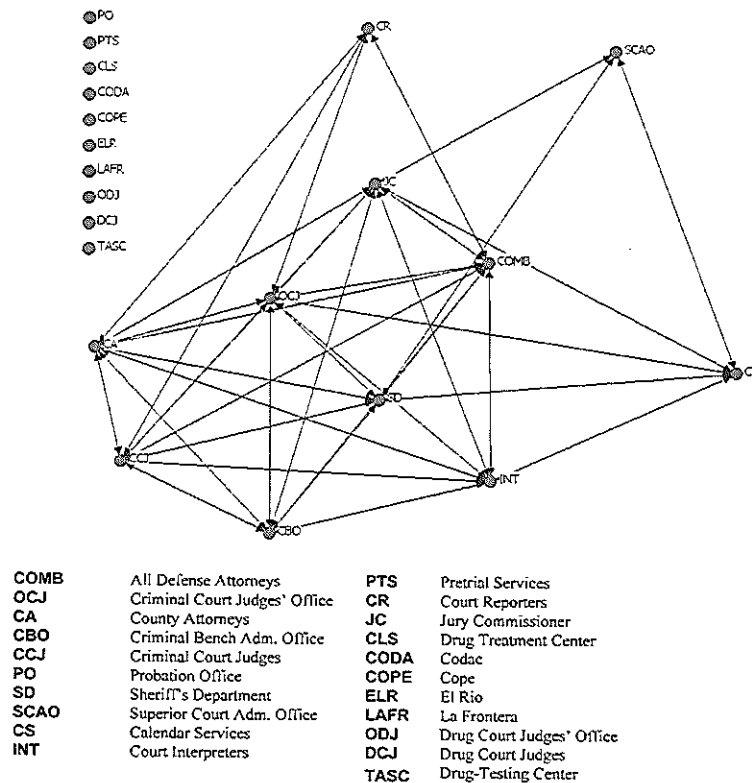 PO
PTS
CLS
CODA
COPE
ELR
LAFR
ODJ
DCJ
TASC
CR
SCAO
JC
COMB
OCJ
CA
SD
CCJ
INT
CBO
COMB All Defense Attorneys
OCJ Criminal Court Judges' Office
CA County Attorneys
CBO Criminal Bench Adm. Office
CCJ Criminal Court Judges
PO Probation Office
SD Sheriff's Department
SCAO Superior Court Adm. Office
CS Calendar Services
INT Court Interpreters
PTS Pretrial Services
CR Court Reporters
JC Jury Commissioner
CLS Drug Treatment Center
CODA Codac
COPE Cope
ELR El Rio
LAFR La Frontera
ODJ Drug Court Judges' Office
DCJ Drug Court Judges
TASC Drug-Testing Center